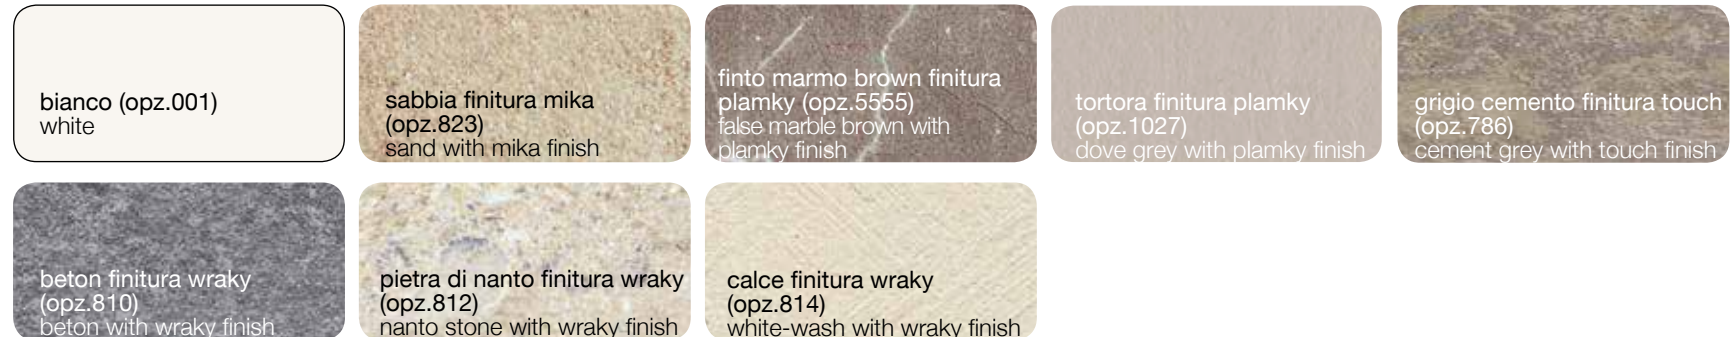 bianco (opz.001)
white
sabbia finitura mika
(opz.823)
sand with mika finish
finto marmo brown finitura
plamky (opz.5555)
false marble brown with
plamky finish
tortora finitura plamky
(opz.1027)
dove grey with plamky finish
grigio cemento finitura touch
(opz.786)
cement grey with touch finish
beton finitura wraky
(opz.810)
beton with wraky finish
pietra di nanto finitura wraky
(opz.812)
nanto stone with wraky finish
calce finitura wraky
(opz.814)
white-wash with wraky finish